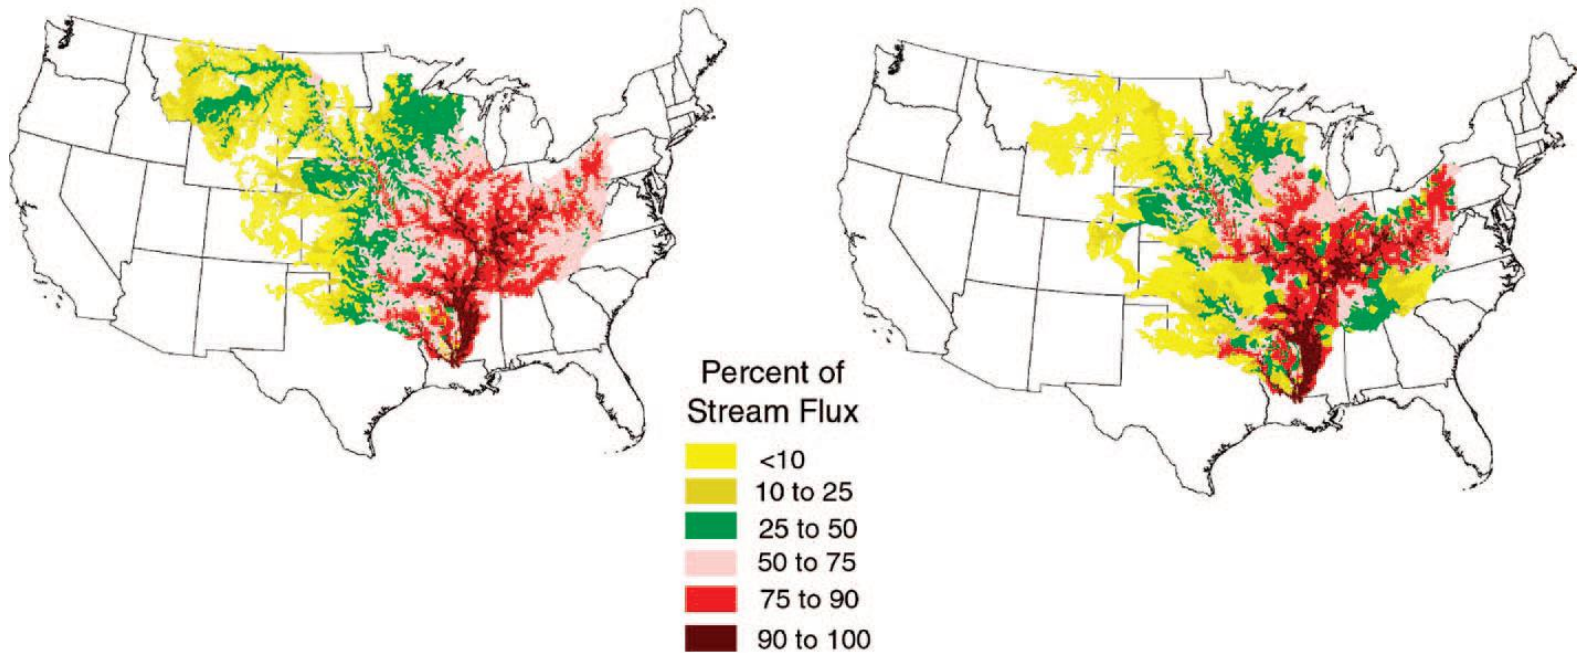 Percent of
Stream Flux
<10
10 to 25
25 to 50
50 to 75
75 to 90
90 to 100